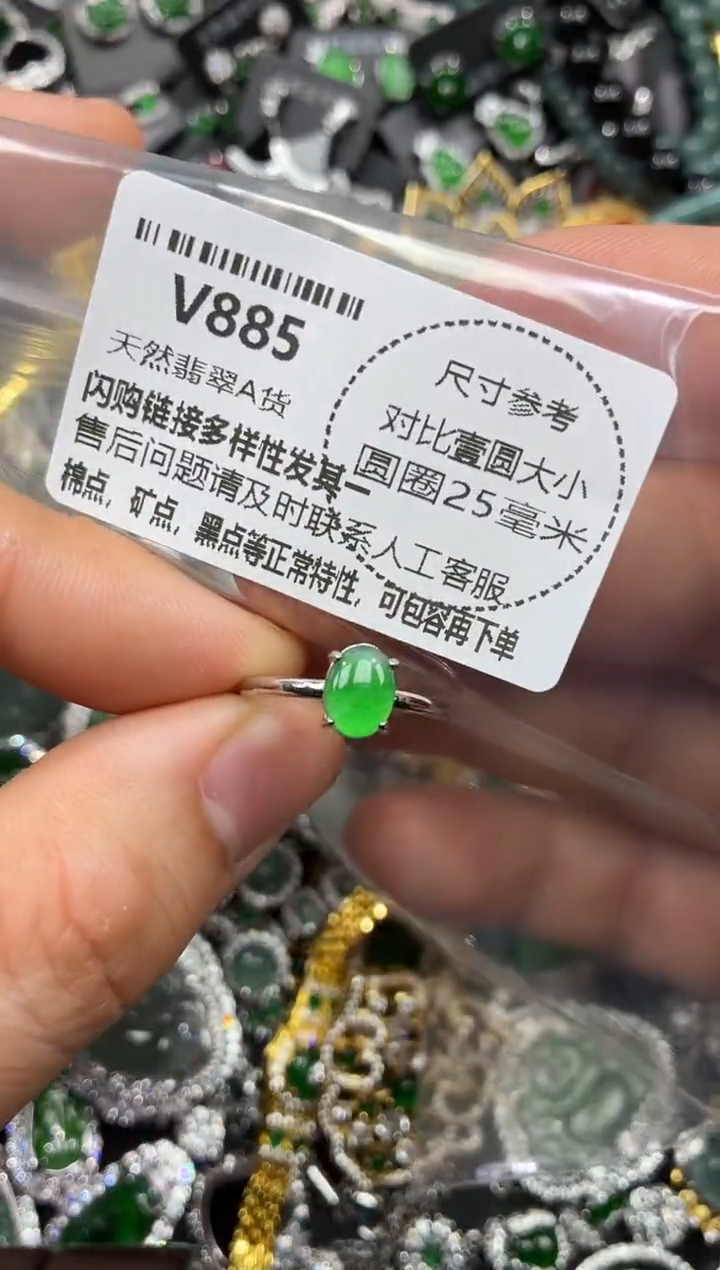 V885
天然翡翠A货
闪购链接多样性发其一
售后问题请及时联系人工客服
棉点，矿点，黑点等正常特性，可包容再下单
尺寸参考
对比壹圆大小
圆圈25毫米